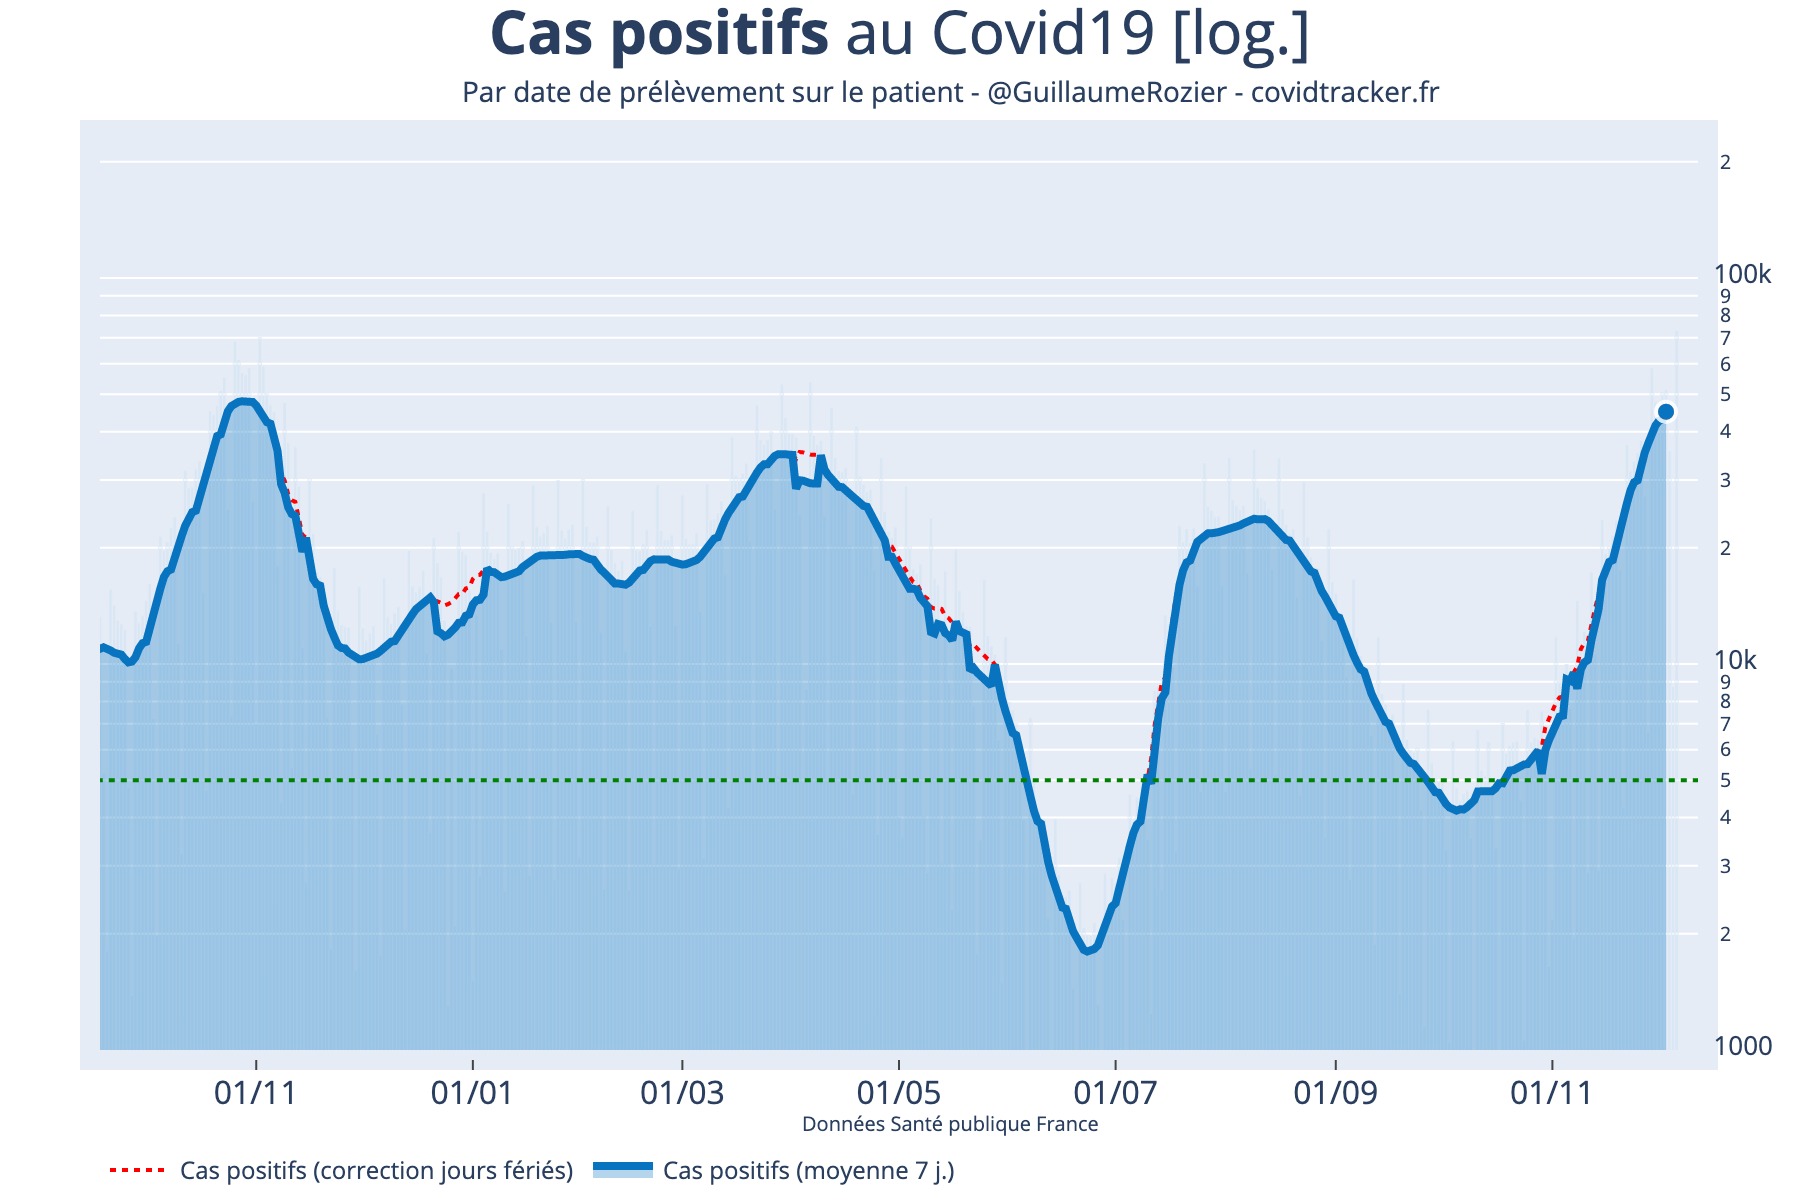 Cas positifs au Covid19 [log.]
Par date de prélèvement sur le patient - @GuillaumeRozier - covidtracker.fr
2
100k
9
8
7
6
5
4
3
2
10k
9
8
7
6
5
4
3
2
1000
01/11 01/01 01/03 01/05 01/07 01/09 01/11
Données Santé publique France
Cas positifs (correction jours fériés) Cas positifs (moyenne 7 j.)